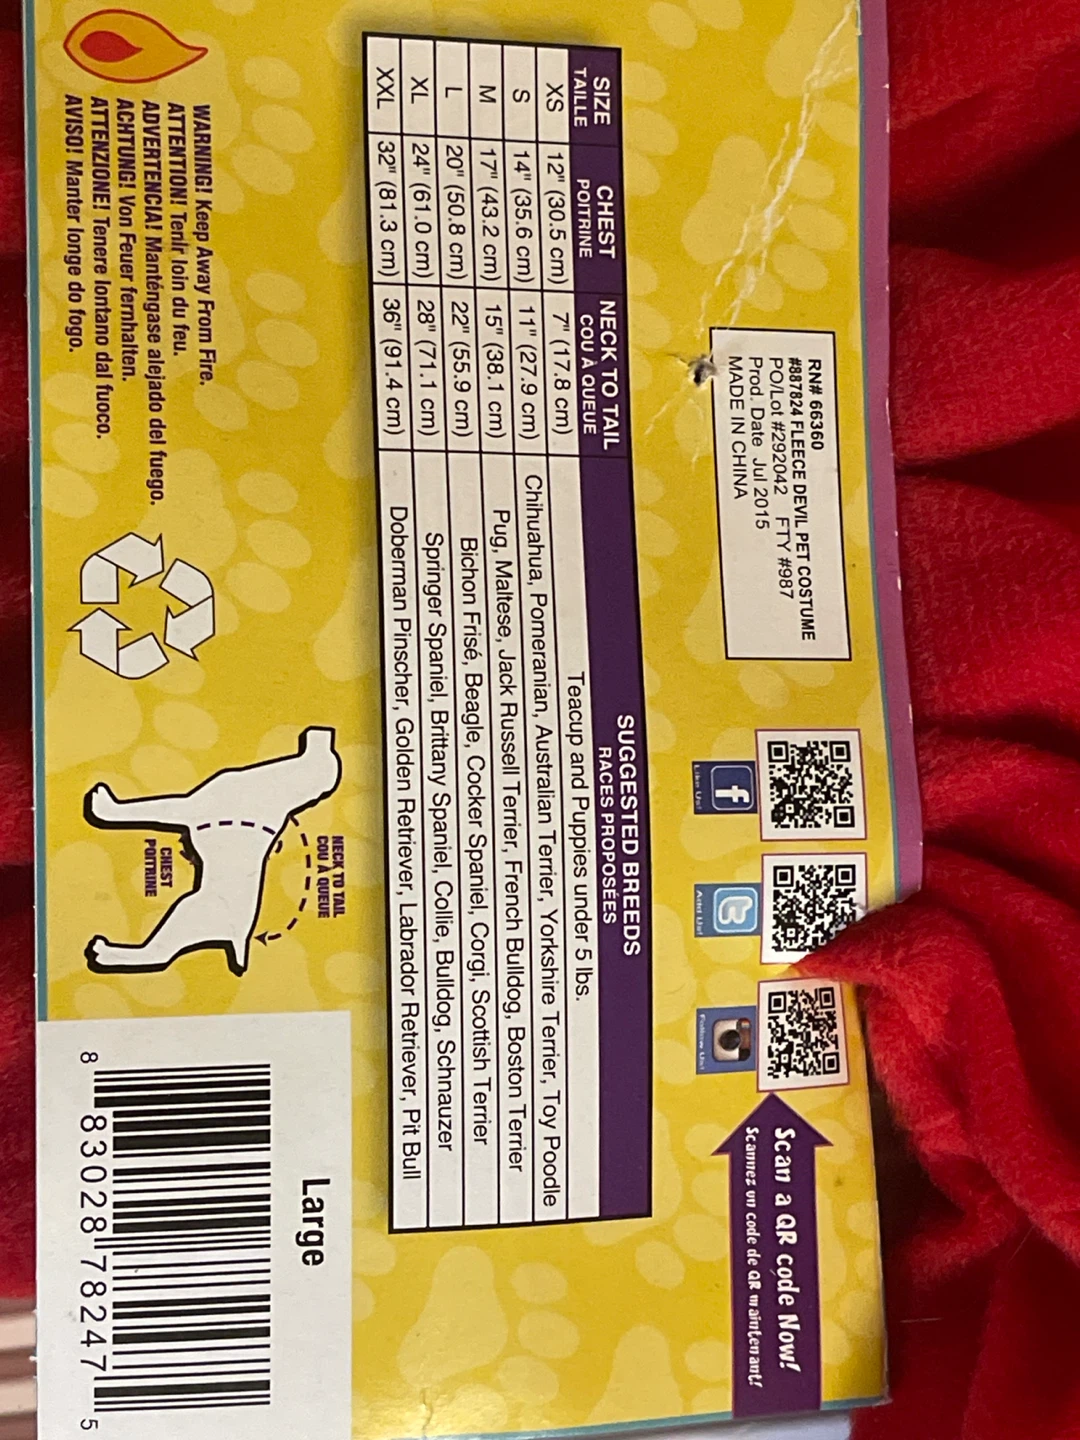 RN# 66360
#887824 FLEECE DEVIL PET COSTUME
PO/Lot #292042 FTY #987
Prod. Date Jul 2015
MADE IN CHINA
f
Like Us!
t
Add Us!
Follow Us!
Scan a QR code Now!
Scannez un code de QR maintenant!
SIZE CHEST NECK TO TAIL SUGGESTED BREEDS
TAILLE POITRINE COU À QUEUE RACES PROPOSÉES
XS 12" (30.5 cm) 7" (17.8 cm) Teacup and Puppies under 5 lbs.
S 14" (35.6 cm) 11" (27.9 cm) Chihuahua, Pomeranian, Australian Terrier, Yorkshire Terrier, Toy Poodle
M 17" (43.2 cm) 15" (38.1 cm) Pug, Maltese, Jack Russell Terrier, French Bulldog, Boston Terrier
L 20" (50.8 cm) 22" (55.9 cm) Bichon Frisé, Beagle, Cocker Spaniel, Corgi, Scottish Terrier
XL 24" (61.0 cm) 28" (71.1 cm) Springer Spaniel, Brittany Spaniel, Collie, Bulldog, Schnauzer
XXL 32" (81.3 cm) 36" (91.4 cm) Doberman Pinscher, Golden Retriever, Labrador Retriever, Pit Bull
WARNING! Keep Away From Fire.
ATTENTION! Tenir loin du feu.
ADVERTENCIA! Manténgase alejado del fuego.
ACHTUNG! Von Feuer fernhalten.
ATTENZIONE! Tenere lontano dal fuoco.
AVISO! Manter longe do fogo.
NECK TO TAIL
COU À QUEUE
CHEST
POITRINE
Large
8 83028 78247 5